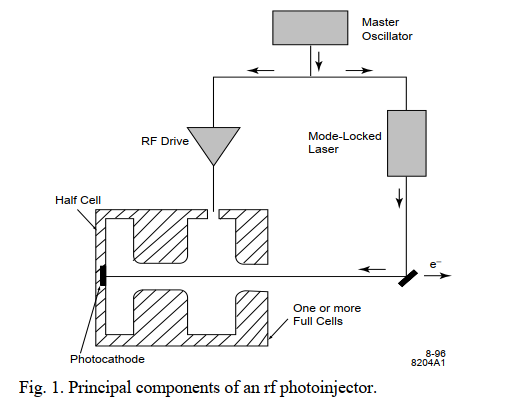 Master
Oscillator
RF Drive
Mode-Locked
Laser
Half Cell
e⁻
One or more
Full Cells
Photocathode
8-96
8204A1
Fig. 1. Principal components of an rf photoinjector.